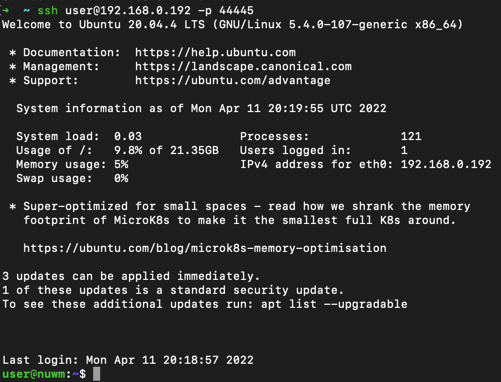 → ~ ssh user@192.168.0.192 -p 44445
Welcome to Ubuntu 20.04.4 LTS (GNU/Linux 5.4.0-107-generic x86_64)
* Documentation: https://help.ubuntu.com
* Management: https://landscape.canonical.com
* Support: https://ubuntu.com/advantage
System information as of Mon Apr 11 20:19:55 UTC 2022
System load: 0.03 Processes: 121
Usage of /: 9.8% of 21.35GB Users logged in: 1
Memory usage: 5% IPv4 address for eth0: 192.168.0.192
Swap usage: 0%
* Super-optimized for small spaces - read how we shrank the memory
footprint of MicroK8s to make it the smallest full K8s around.
https://ubuntu.com/blog/microk8s-memory-optimisation
3 updates can be applied immediately.
1 of these updates is a standard security update.
To see these additional updates run: apt list --upgradable
Last login: Mon Apr 11 20:18:57 2022
user@nuwm:~$